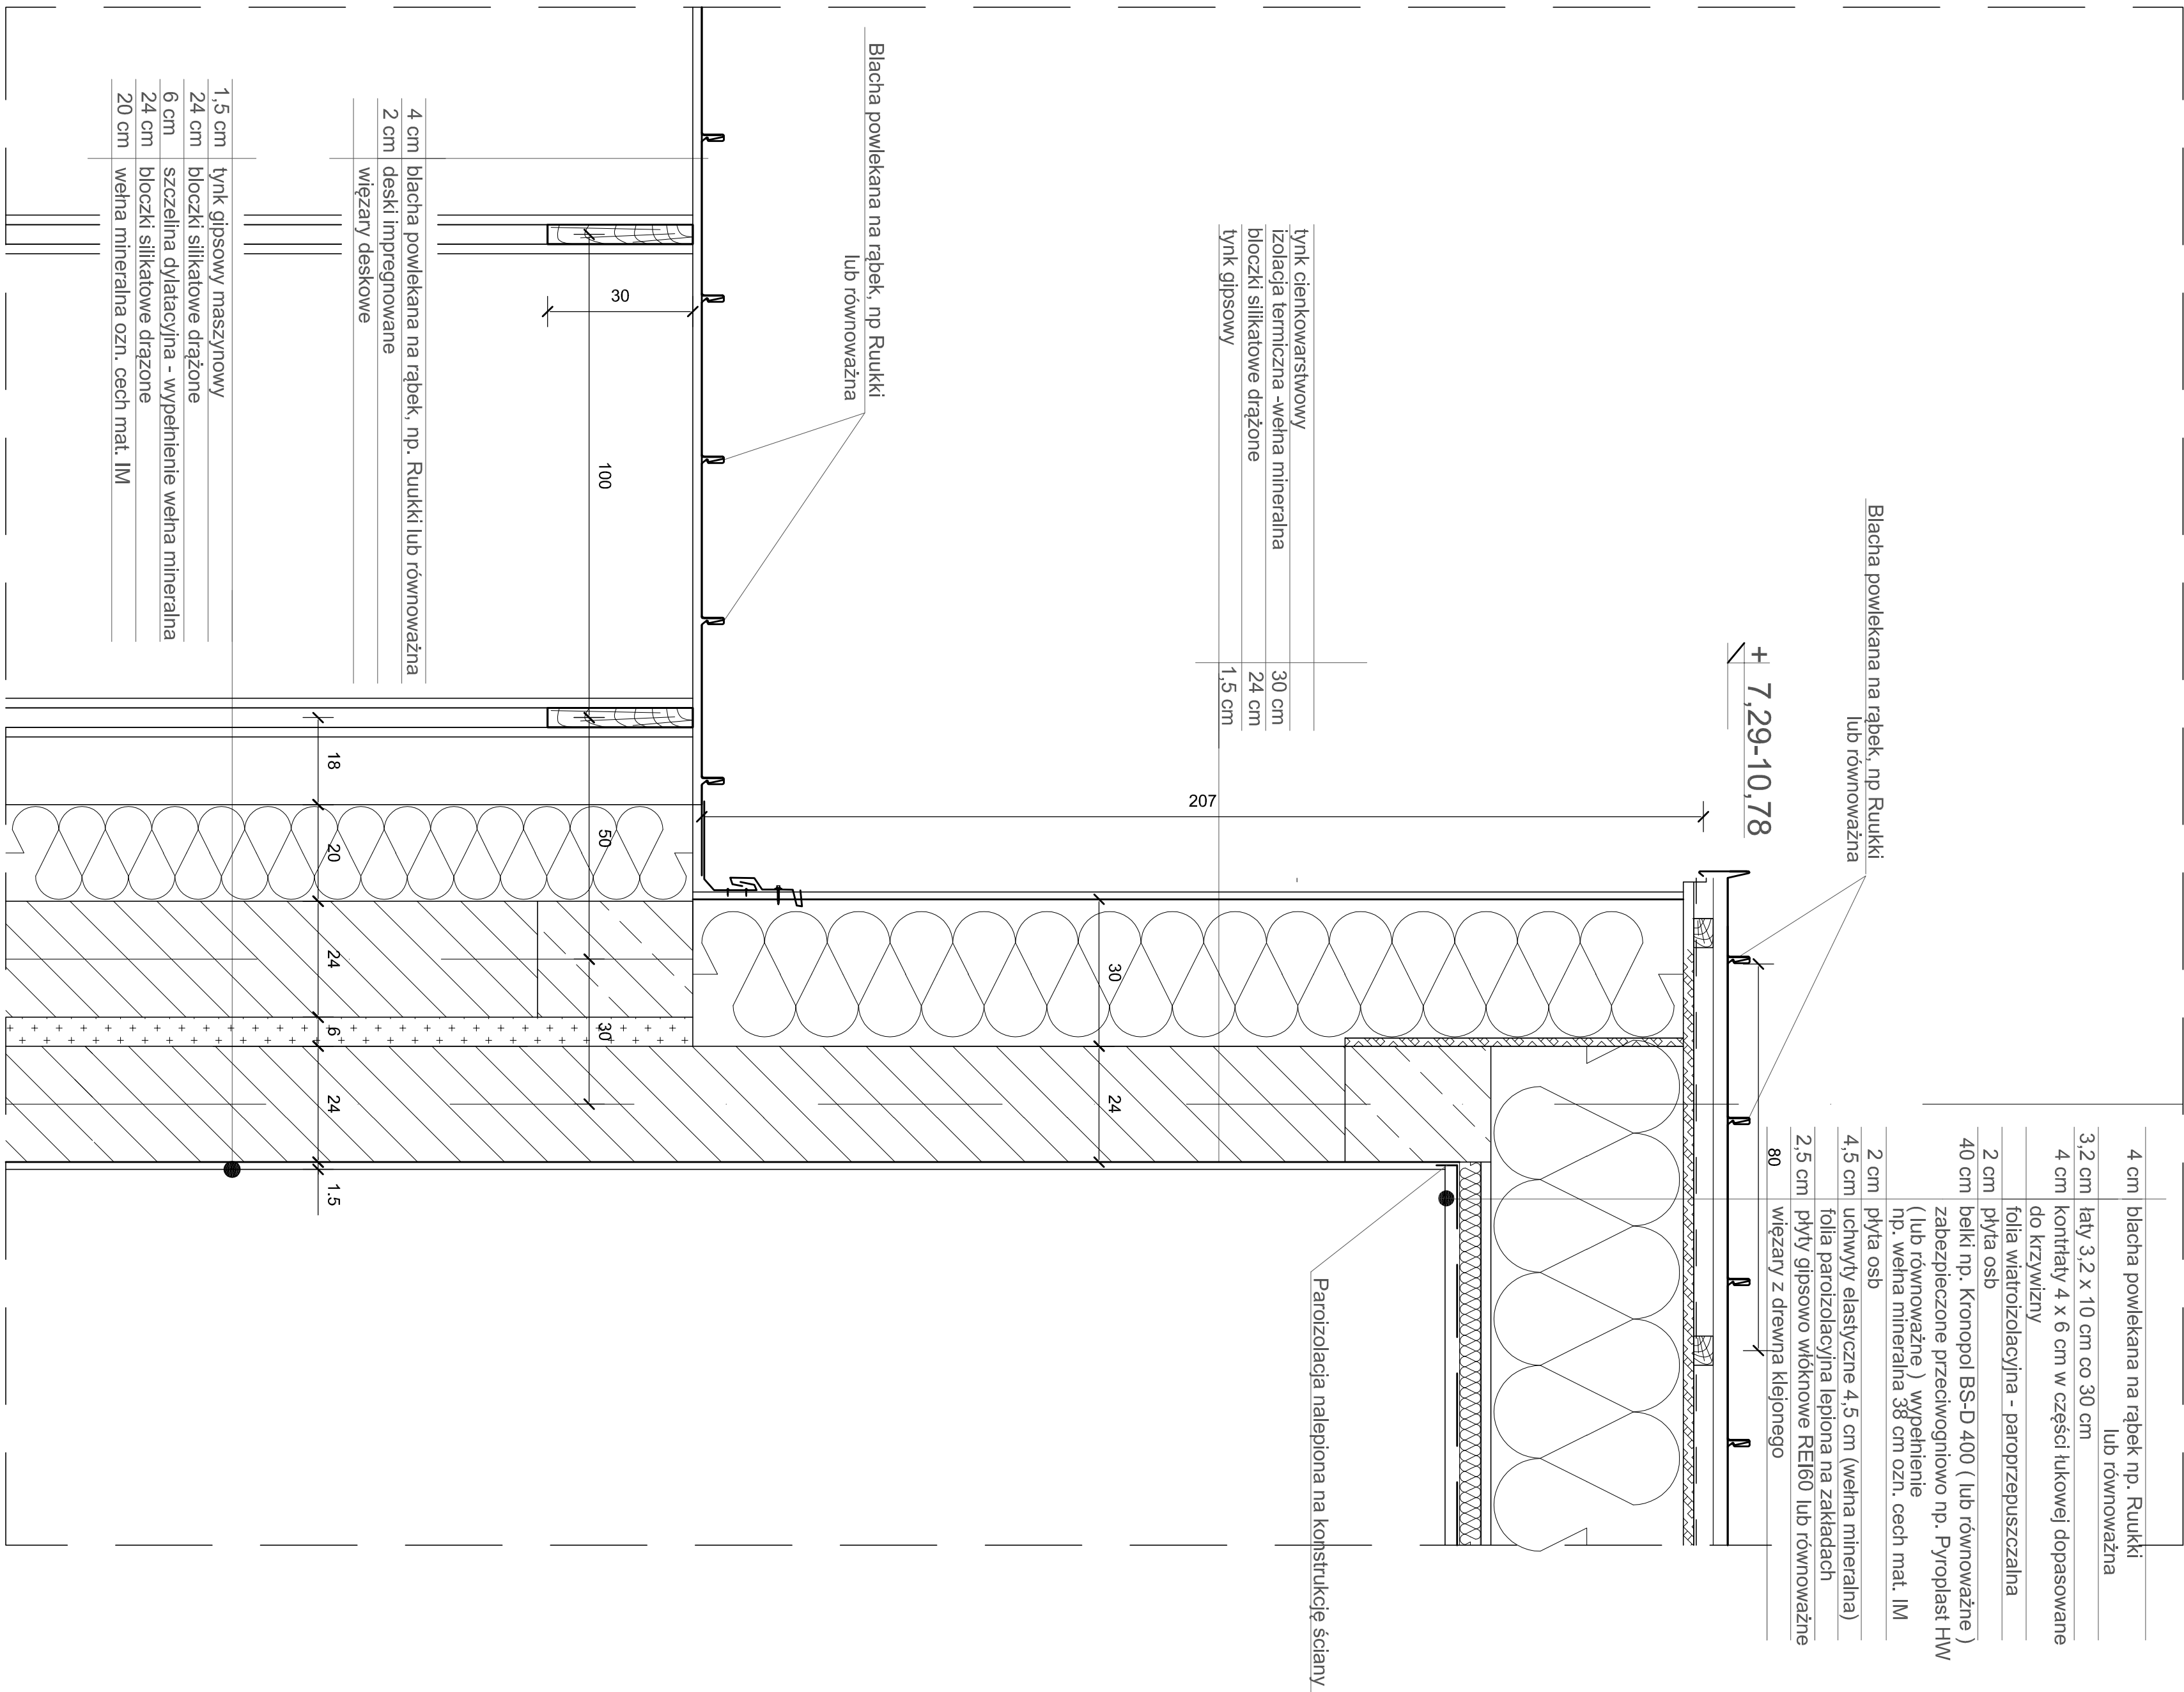 4 cm blacha powlekana na rąbek np. Ruukki
lub równoważna
3,2 cm łaty 3,2 x 10 cm co 30 cm
4 cm kontrłaty 4 x 6 cm w części łukowej dopasowane
do krzywizny
folia wiatroizolacyjna - paroprzepuszczalna
2 cm płyta osb
40 cm belki np. Kronopol BS-D 400 ( lub równoważne )
zabezpieczone przeciwogniowo np. Pyroplast HW
( lub równoważne ) wypełnienie
np. wełna mineralna 38 cm ozn. cech mat. IM
2 cm płyta osb
4,5 cm uchwyty elastyczne 4,5 cm (wełna mineralna)
folia paroizolacyjna lepiona na zakładach
2,5 cm płyty gipsowo włóknowe REI60 lub równoważne
więzary z drewna klejonego
80
Blacha powlekana na rąbek, np Ruukki
lub równoważna
+ 7,29-10,78
tynk cienkowarstwowy
izolacja termiczna -wełna mineralna 30 cm
bloczki silikatowe drążone 24 cm
tynk gipsowy 1,5 cm
207
Paroizolacja nalepiona na konstrukcję ściany
30
24
Blacha powlekana na rąbek, np Ruukki
lub równoważna
30
100
50
30
4 cm blacha powlekana na rąbek, np. Ruukki lub równoważna
2 cm deski impregnowane
więzary deskowe
18
20
24
6
24
1.5
1,5 cm tynk gipsowy maszynowy
24 cm bloczki silikatowe drążone
6 cm szczelina dylatacyjna - wypełnienie wełna mineralna
24 cm bloczki silikatowe drązone
20 cm wełna mineralna ozn. cech mat. IM